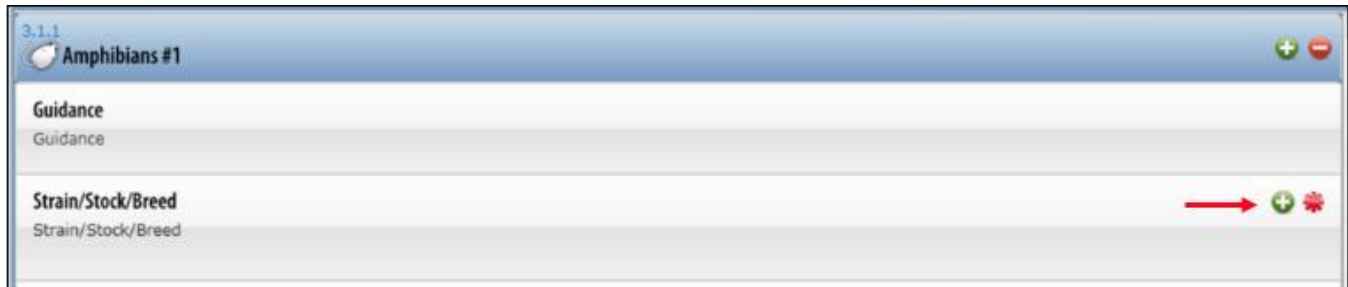 3.1.1
Amphibians #1
Guidance
Guidance
Strain/Stock/Breed
Strain/Stock/Breed